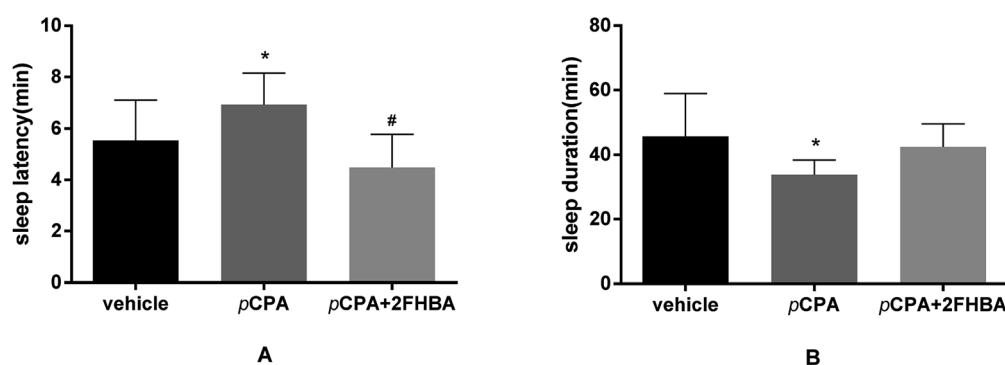 sleep latency(min)
10
8
6
4
2
0
*
#
vehicle
pCPA
pCPA+2FHBA
A
sleep duration(min)
80
60
40
20
0
*
vehicle
pCPA
pCPA+2FHBA
B